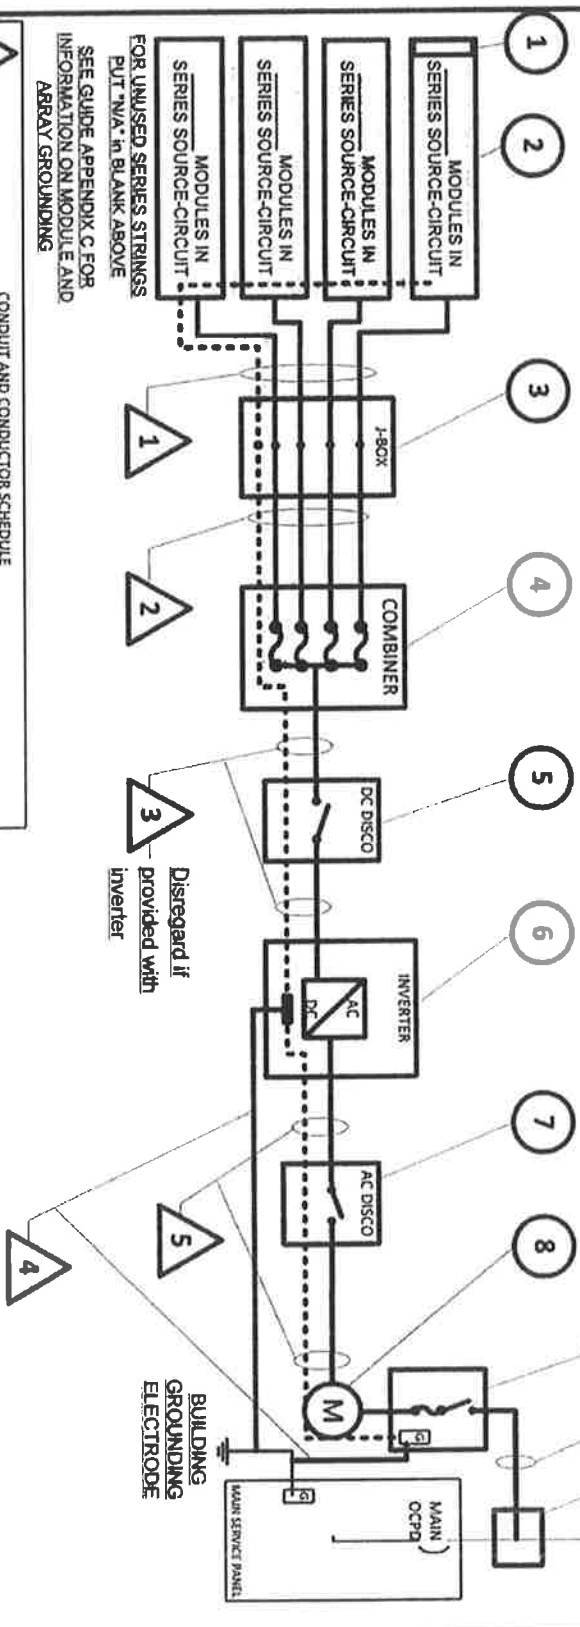 1
2
3
4
5
6
7
8
MODULES IN
SERIES SOURCE-CIRCUIT
MODULES IN
SERIES SOURCE-CIRCUIT
MODULES IN
SERIES SOURCE-CIRCUIT
MODULES IN
SERIES SOURCE-CIRCUIT
FOR UNUSED SERIES STRINGS
PUT "N/A" in BLANK ABOVE
SEE GUIDE APPENDIX C FOR
INFORMATION ON MODULE AND
ARRAY GROUNDING
J-BOX
COMBINER
DC DISCO
INVERTER
AC
DC
AC DISCO
M
G
MAIN
OCPD
G
MAIN SERVICE PANEL
BUILDING
GROUNDING
ELECTRODE
1
2
3
Disregard if
provided with
inverter
5
4
CONDUIT AND CONDUCTOR SCHEDULE